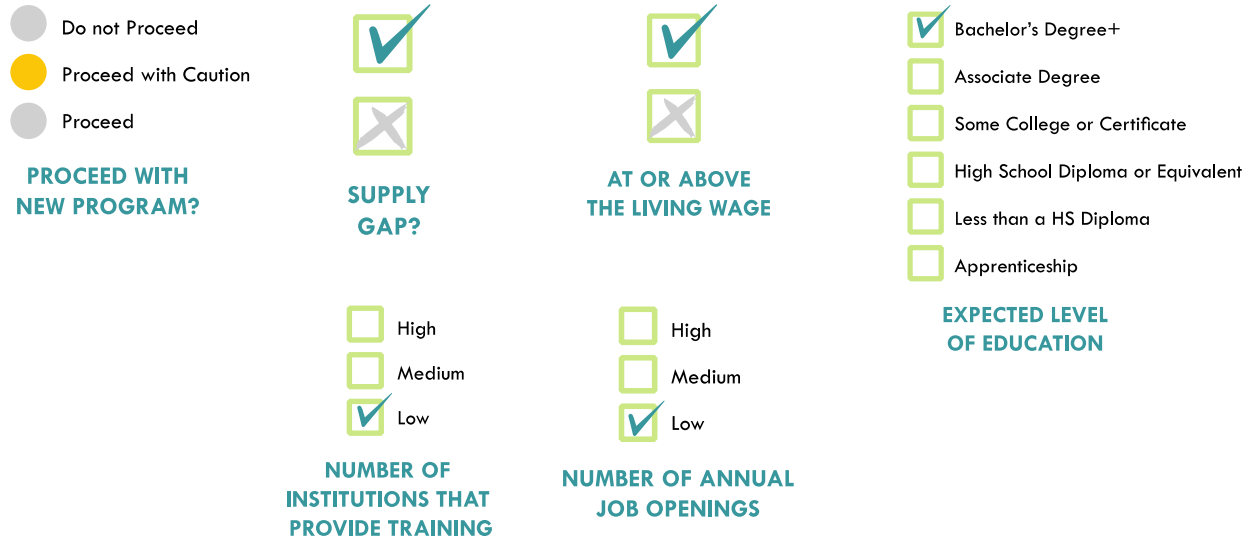 Do not Proceed
Proceed with Caution
Proceed
PROCEED WITH
NEW PROGRAM?
SUPPLY
GAP?
AT OR ABOVE
THE LIVING WAGE
Bachelor's Degree+
Associate Degree
Some College or Certificate
High School Diploma or Equivalent
Less than a HS Diploma
Apprenticeship
EXPECTED LEVEL
OF EDUCATION
High
Medium
Low
NUMBER OF
INSTITUTIONS THAT
PROVIDE TRAINING
High
Medium
Low
NUMBER OF ANNUAL
JOB OPENINGS